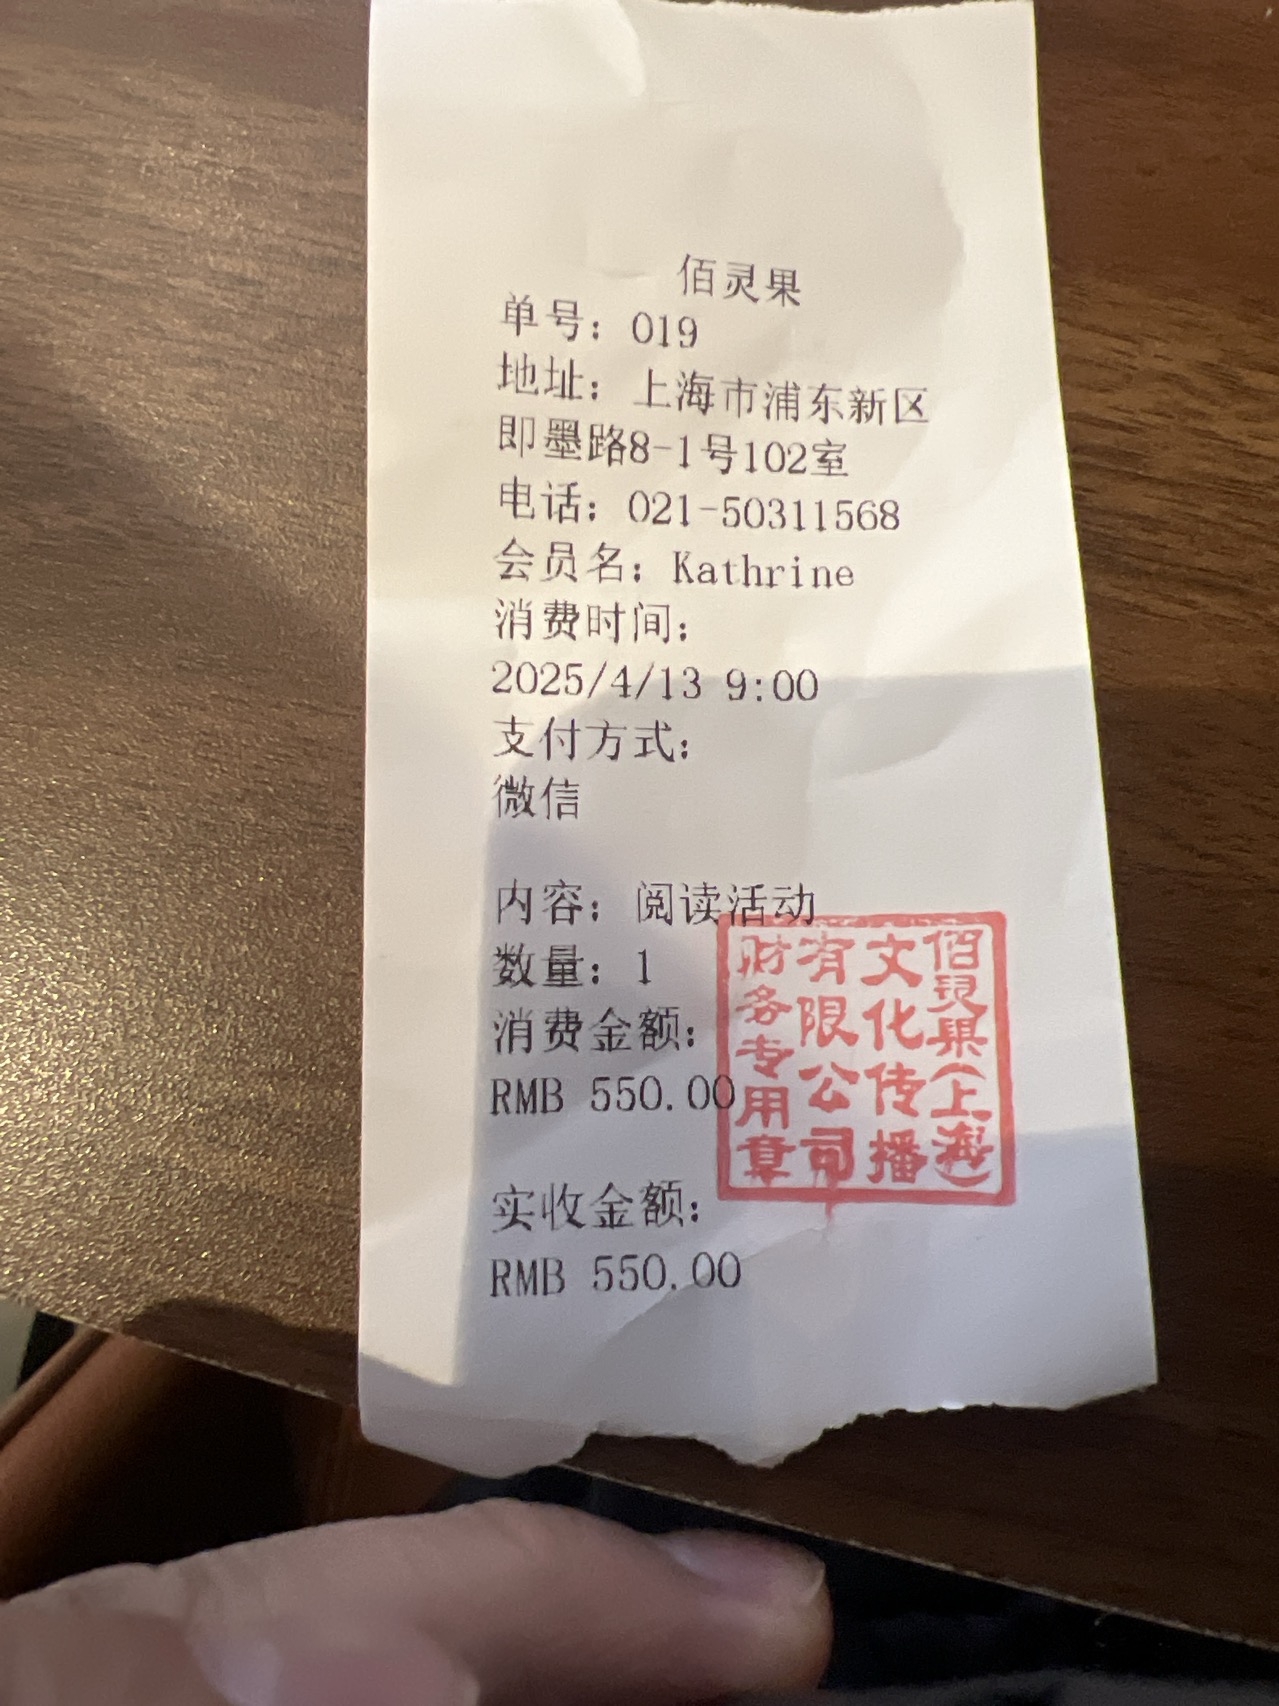 佰灵果
单号：019
地址：上海市浦东新区
即墨路8-1号102室
电话：021-50311568
会员名：Kathrine
消费时间：
2025/4/13 9:00
支付方式：
微信
内容：阅读活动
数量：1
消费金额：
RMB 550.00
实收金额：
RMB 550.00
佰灵果(上海)
文化传播
有限公司
财务专用章